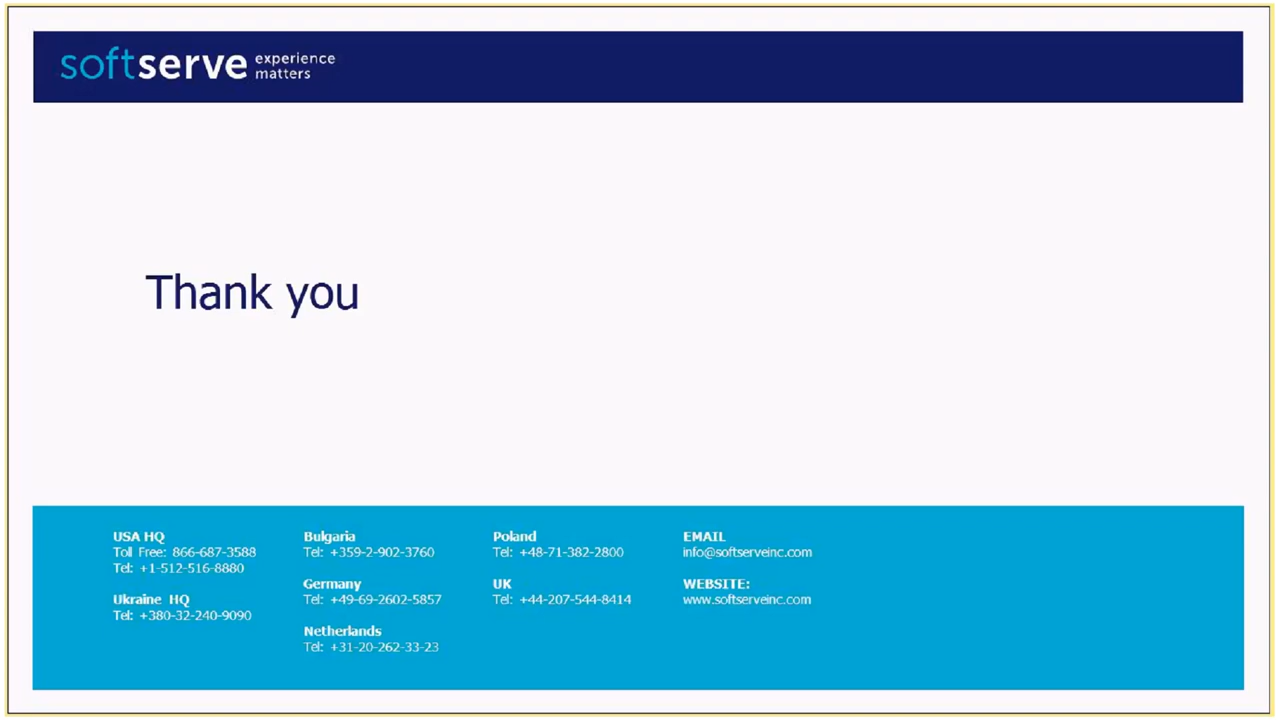 softserve experience matters
Thank you
USA HQ
Toll Free: 866-687-3588
Tel: +1-512-516-8880
Ukraine HQ
Tel: +380-32-240-9090
Bulgaria
Tel: +359-2-902-3760
Germany
Tel: +49-69-2602-5857
Netherlands
Tel: +31-20-262-33-23
Poland
Tel: +48-71-382-2800
UK
Tel: +44-207-544-8414
EMAIL
info@softserveinc.com
WEBSITE:
www.softserveinc.com